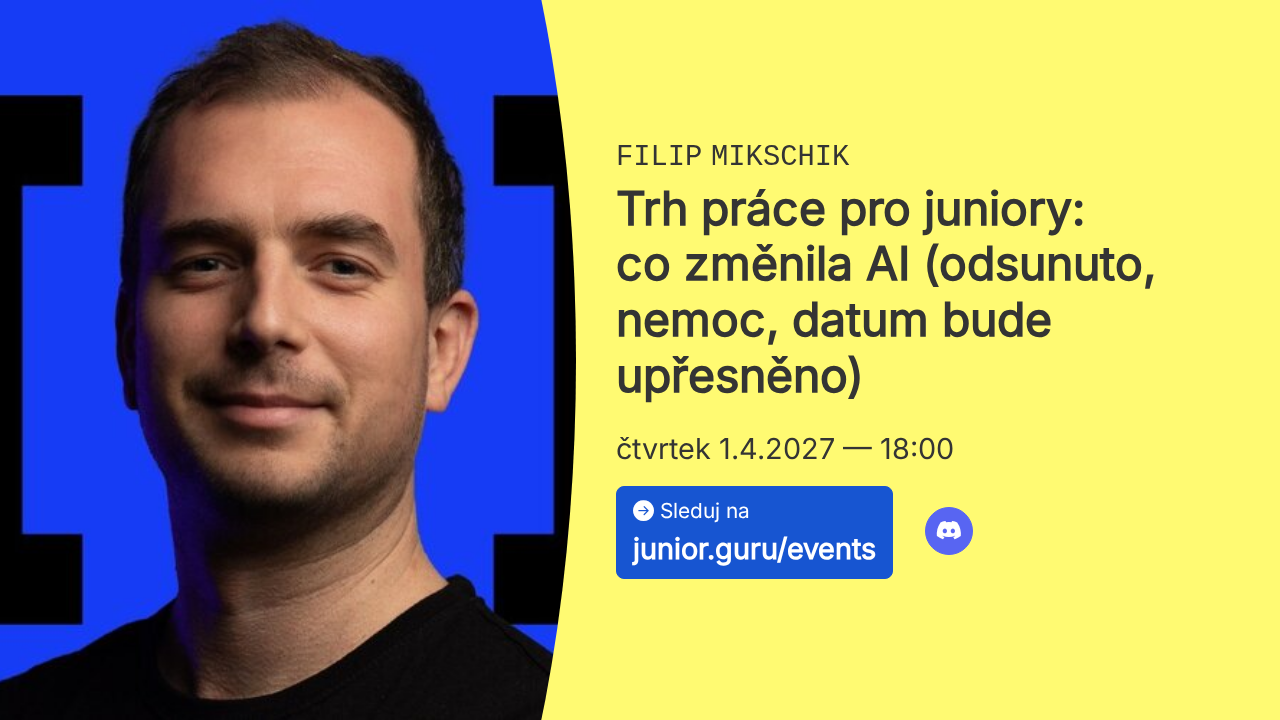 FILIP MIKSCHIK
Trh práce pro juniory:
co změnila AI (odsunuto,
nemoc, datum bude
upřesněno)
čtvrtek 1.4.2027 — 18:00
Sleduj na
junior.guru/events